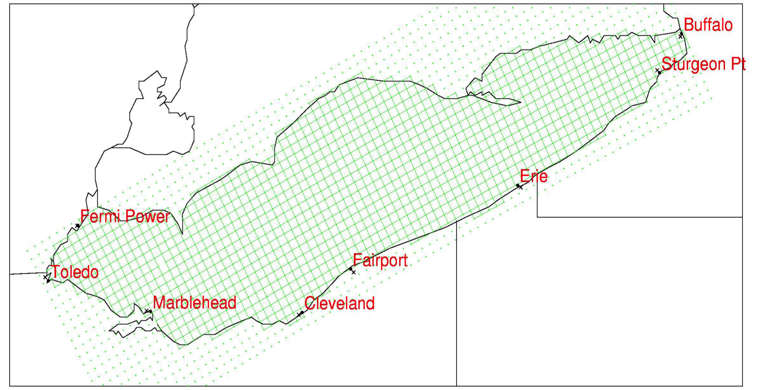 Buffalo
Sturgeon Pt
Erie
Fermi Power
Fairport
Toledo
Marblehead
Cleveland